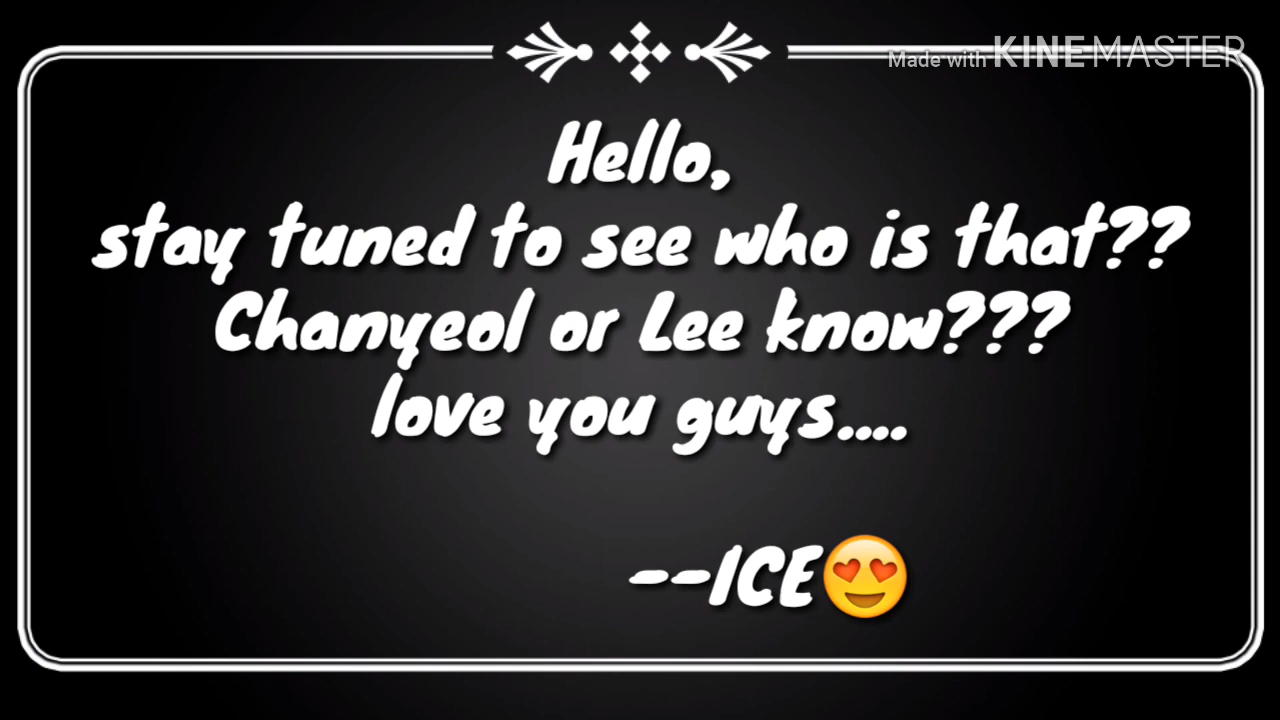 Made with KINEMASTER
Hello,
stay tuned to see who is that??
Chanyeol or Lee know???
love you guys....
--ICE😍